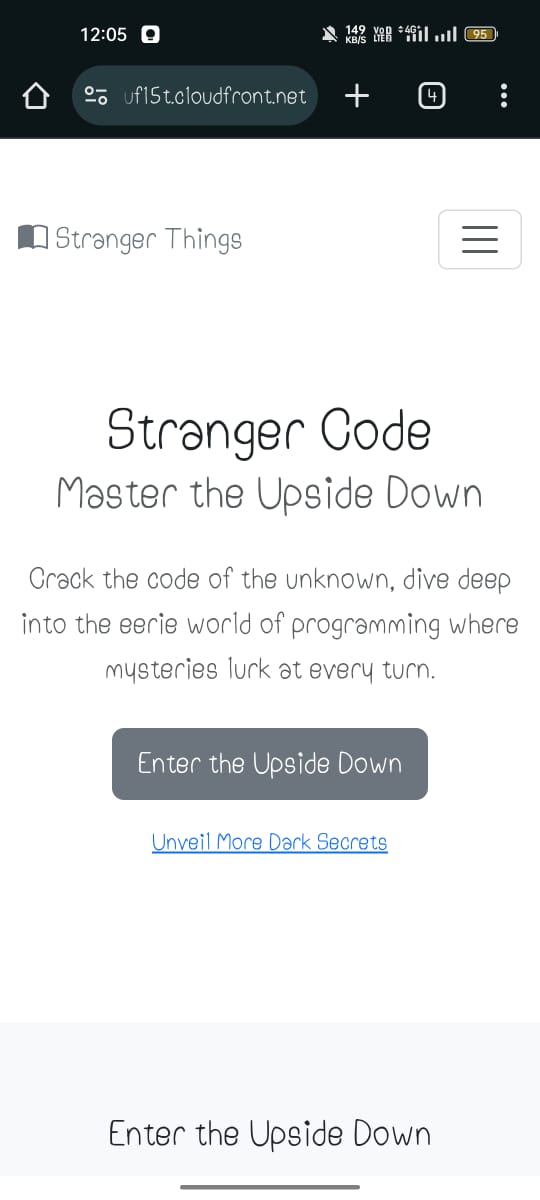 12:05 149 KB/S VoD LTE2 4G+ 95
uf15t.cloudfront.net 4
Stranger Things
Stranger Code
Master the Upside Down
Crack the code of the unknown, dive deep
into the eerie world of programming where
mysteries lurk at every turn.
Enter the Upside Down
Unveil More Dark Secrets
Enter the Upside Down